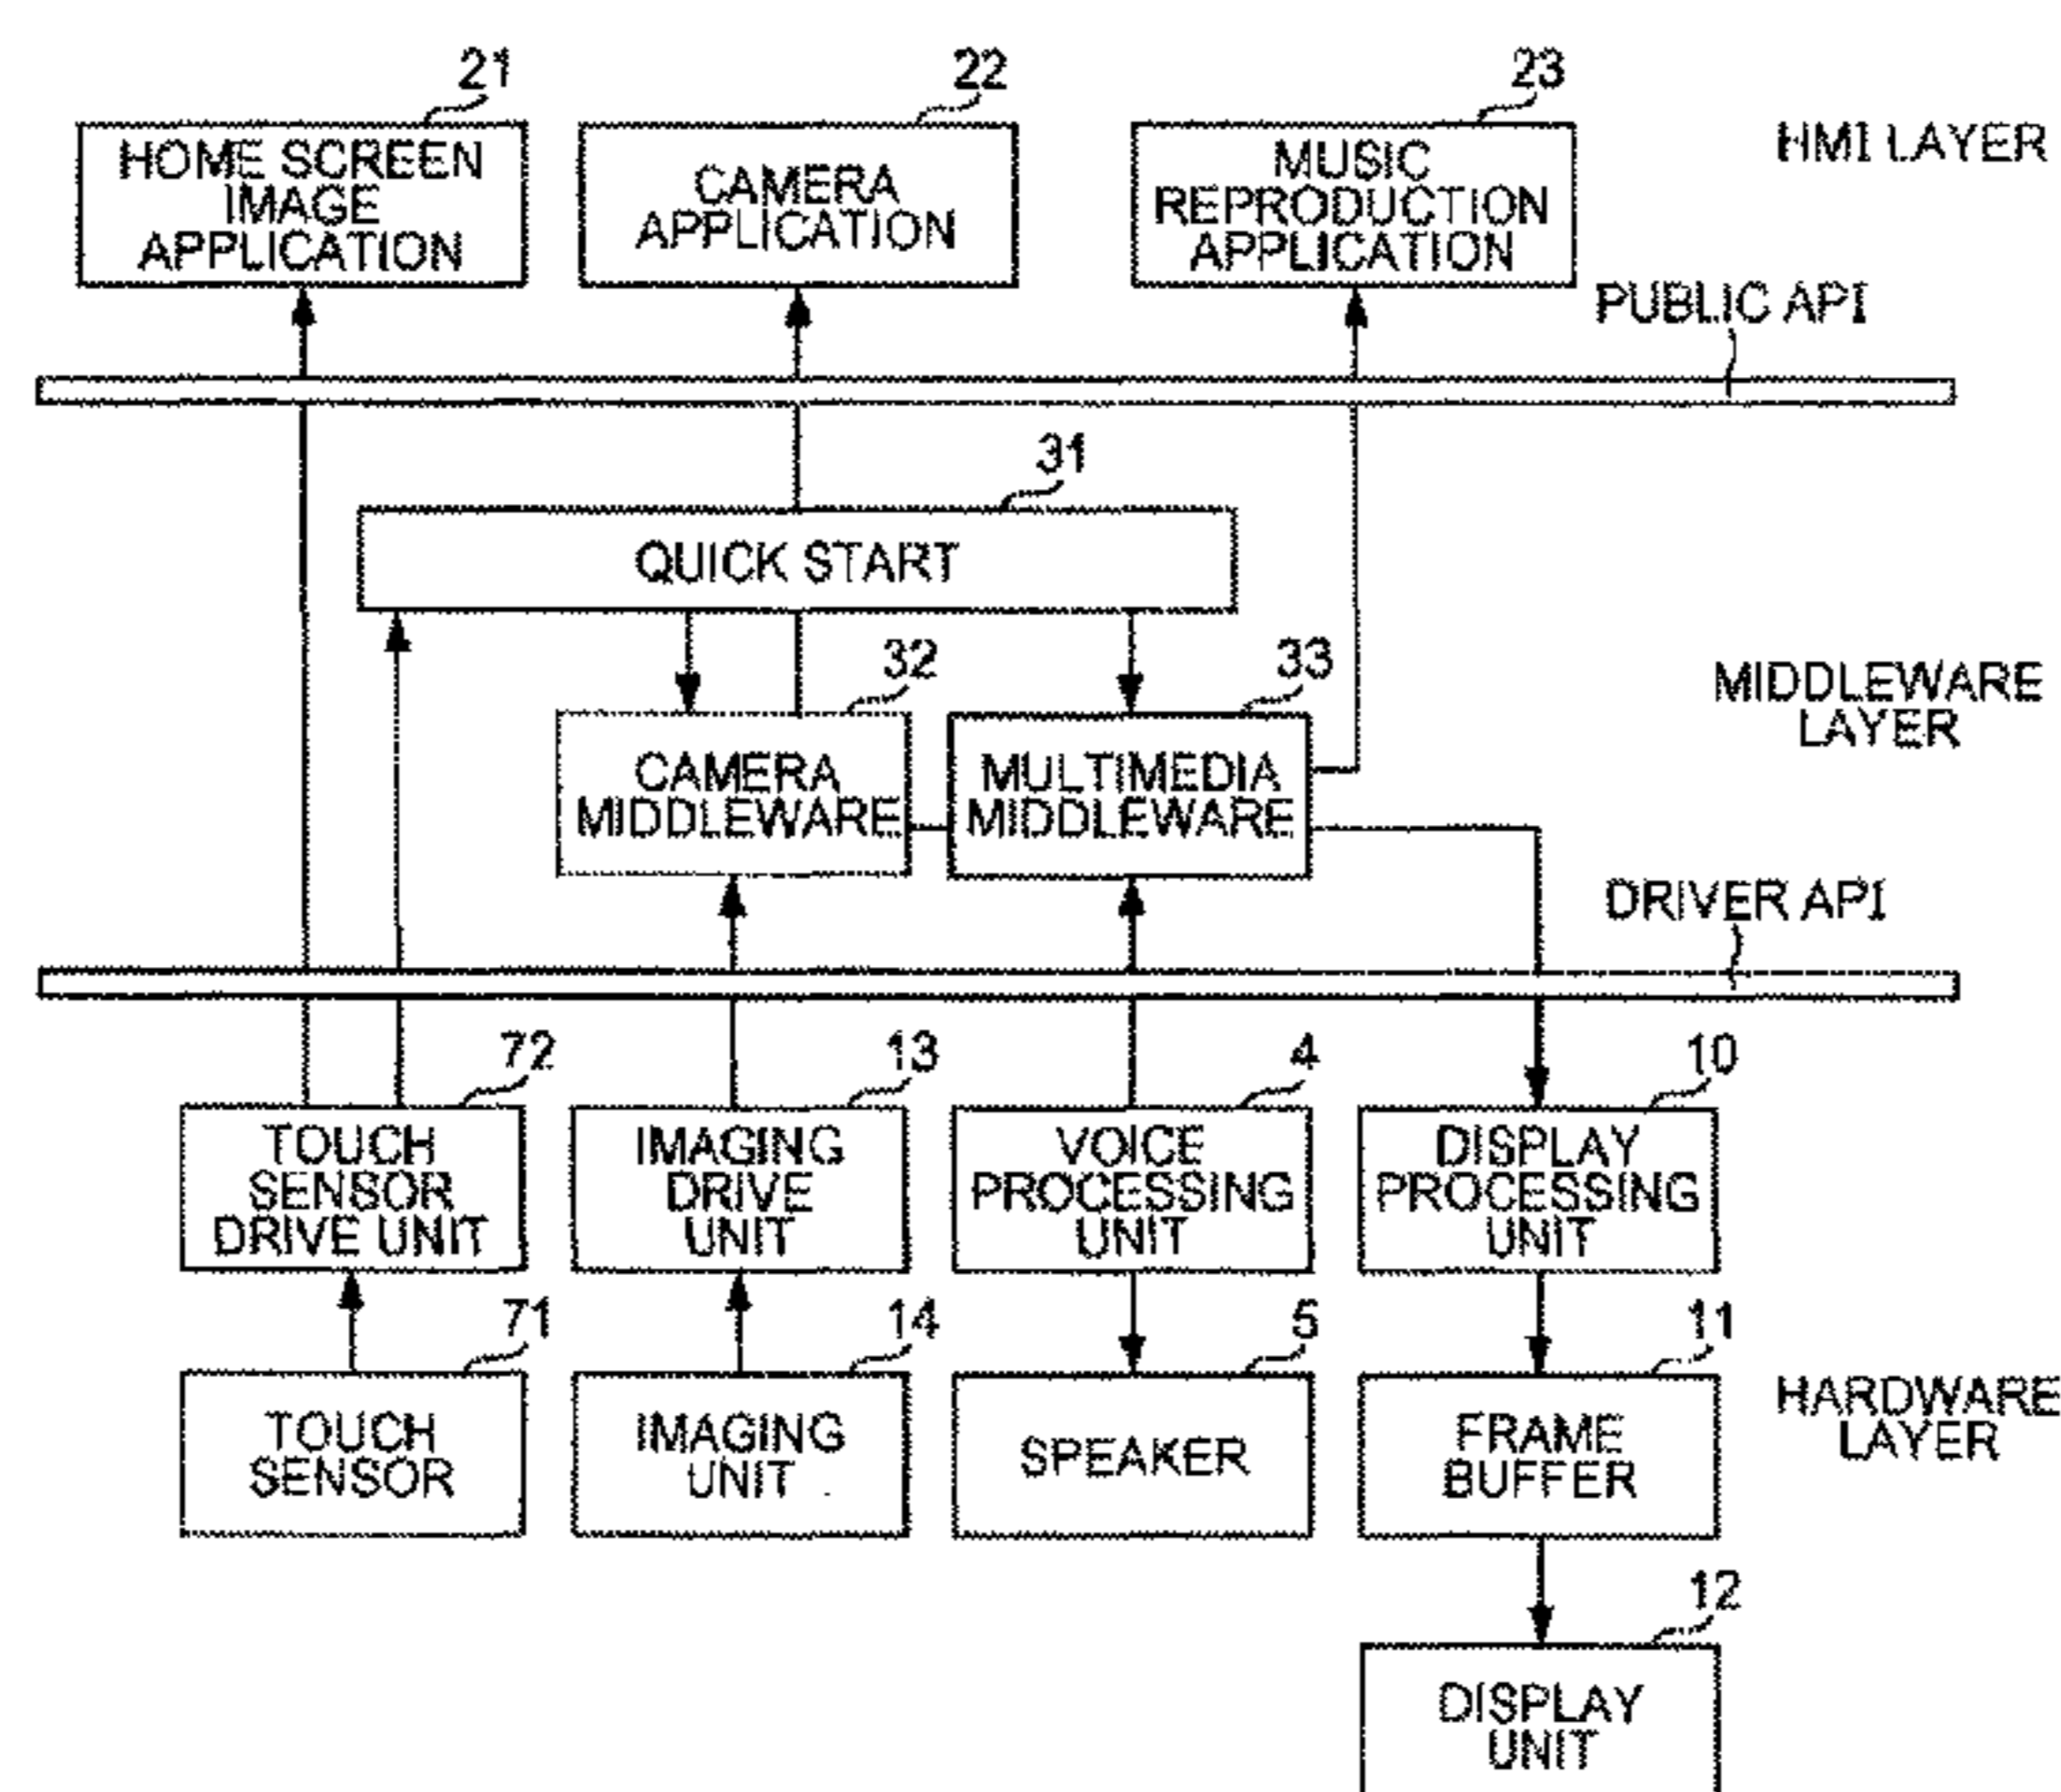 21
22
23
HOME SCREEN
IMAGE
APPLICATION
CAMERA
APPLICATION
MUSIC
REPRODUCTION
APPLICATION
HMI LAYER
PUBLIC API
31
QUICK START
32
33
CAMERA
MIDDLEWARE
MULTIMEDIA
MIDDLEWARE
MIDDLEWARE
LAYER
DRIVER API
72
13
4
10
TOUCH
SENSOR
DRIVE UNIT
IMAGING
DRIVE
UNIT
VOICE
PROCESSING
UNIT
DISPLAY
PROCESSING
UNIT
71
14
5
11
TOUCH
SENSOR
IMAGING
UNIT
SPEAKER
FRAME
BUFFER
HARDWARE
LAYER
12
DISPLAY
UNIT